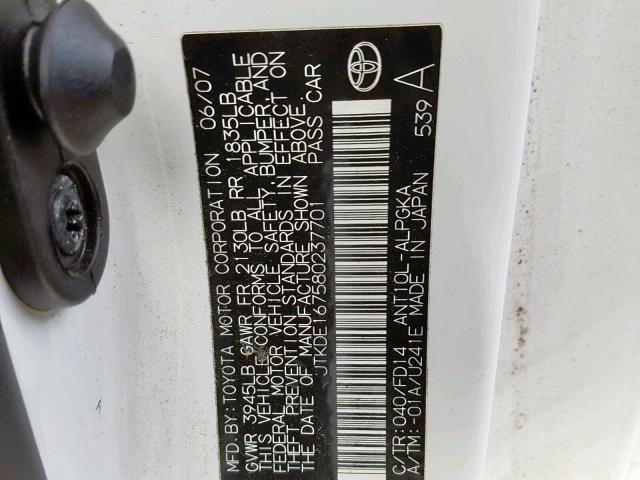 MFD.BY:TOYOTA MOTOR CORPORATION 06/07
GVWR 3945LB GAWR FR 2130LB RR 1835LB
THIS VEHICLE CONFORMS TO ALL APPLICABLE
FEDERAL MOTOR VEHICLE SAFETY, BUMPER, AND
THEFT PREVENTION STANDARDS IN EFFECT ON
THE DATE OF MANUFACTURE SHOWN ABOVE.
JTKDE167580237701 PASS CAR
C/TR:040/FD14 ANT10L-ALPGKA
A/TM:-01A/U241E MADE IN JAPAN
539 A